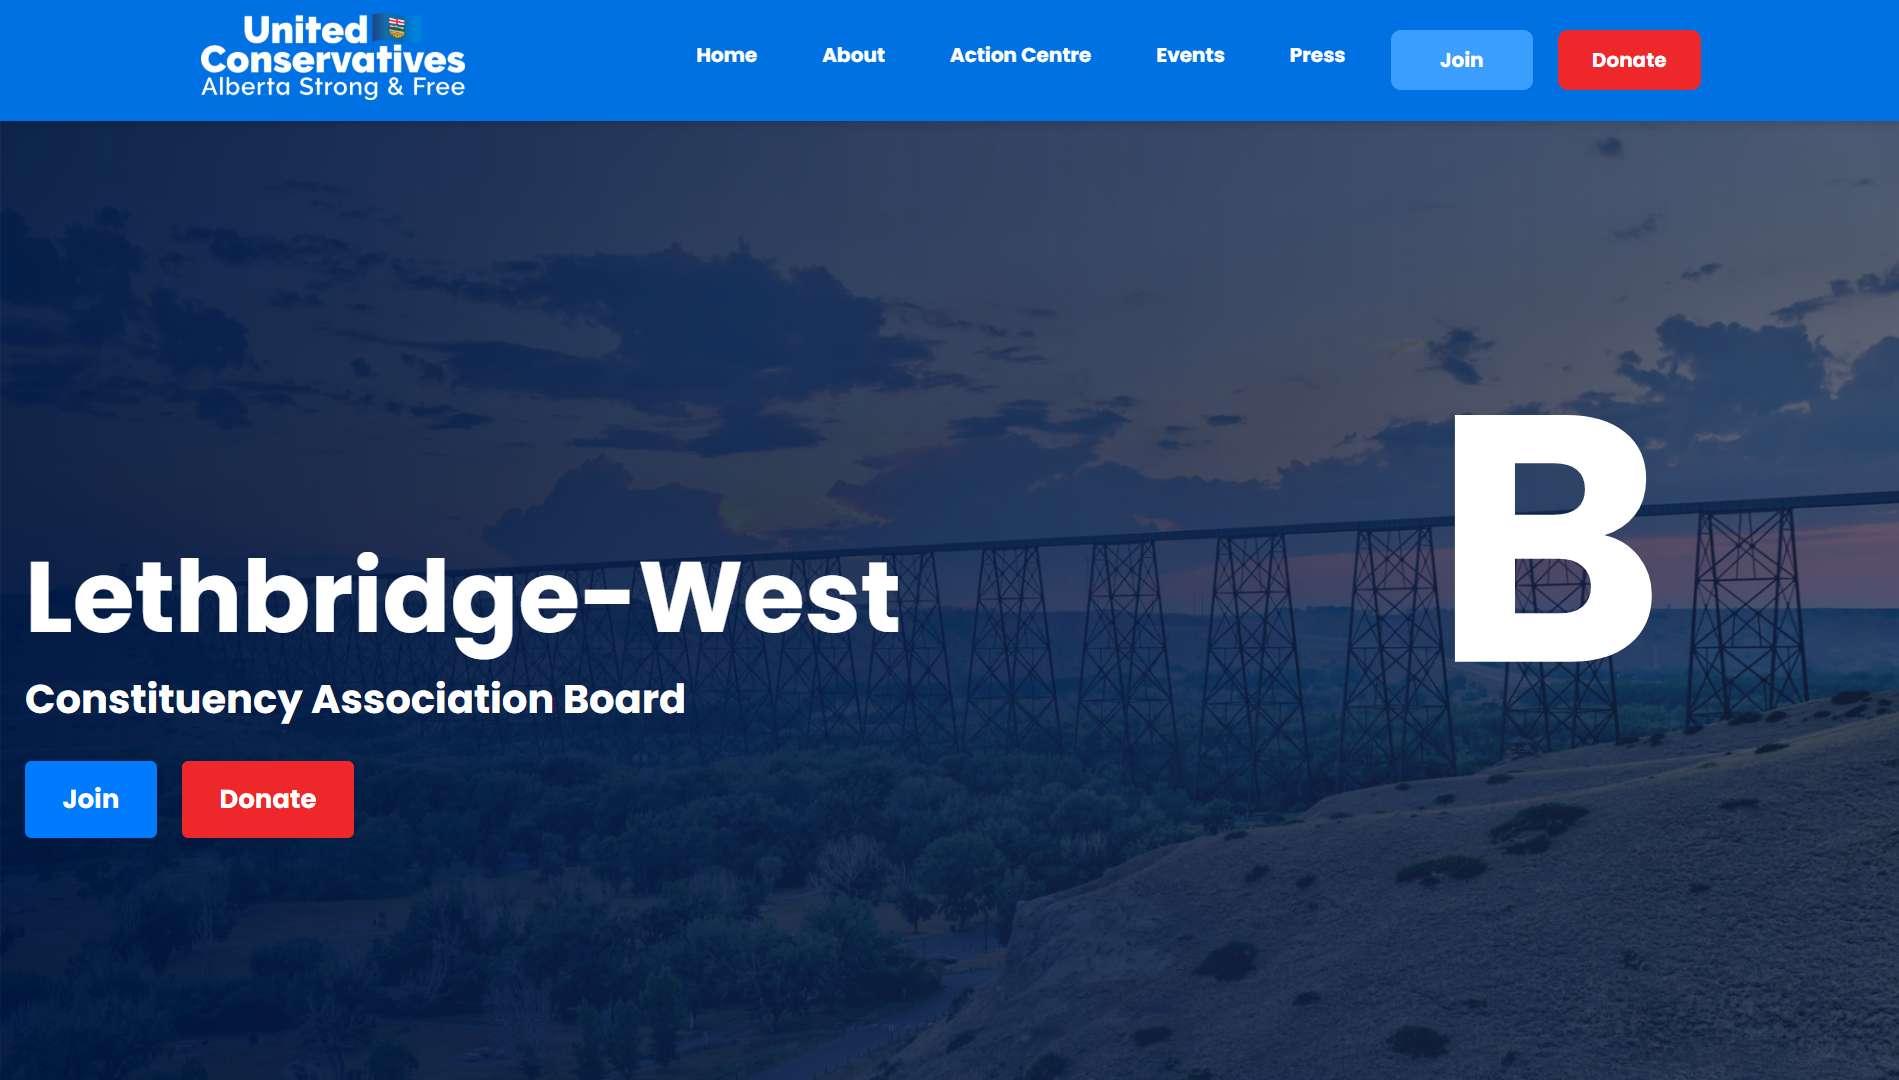 United
Conservatives
Alberta Strong & Free
Home
About
Action Centre
Events
Press
Join
Donate
B
Lethbridge-West
Constituency Association Board
Join
Donate